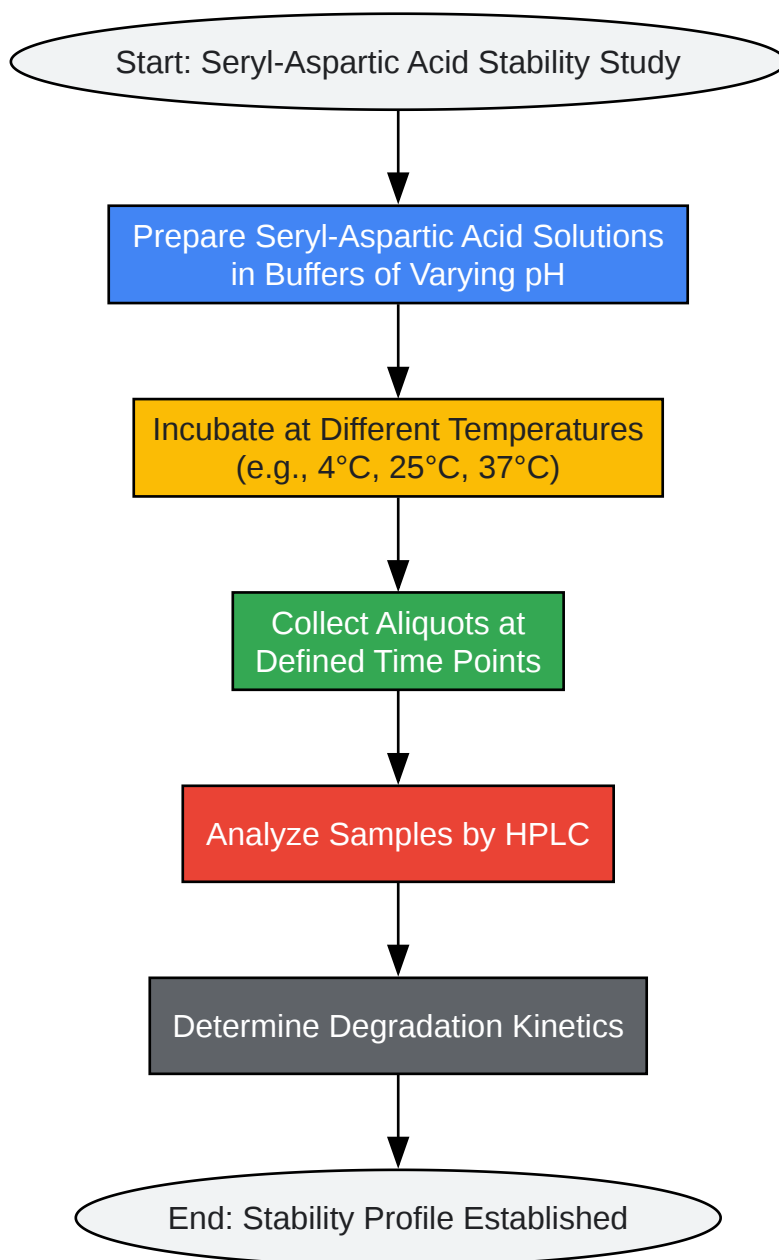 Start: Seryl-Aspartic Acid Stability Study
Prepare Seryl-Aspartic Acid Solutions
in Buffers of Varying pH
Incubate at Different Temperatures
(e.g., 4°C, 25°C, 37°C)
Collect Aliquots at
Defined Time Points
Analyze Samples by HPLC
Determine Degradation Kinetics
End: Stability Profile Established